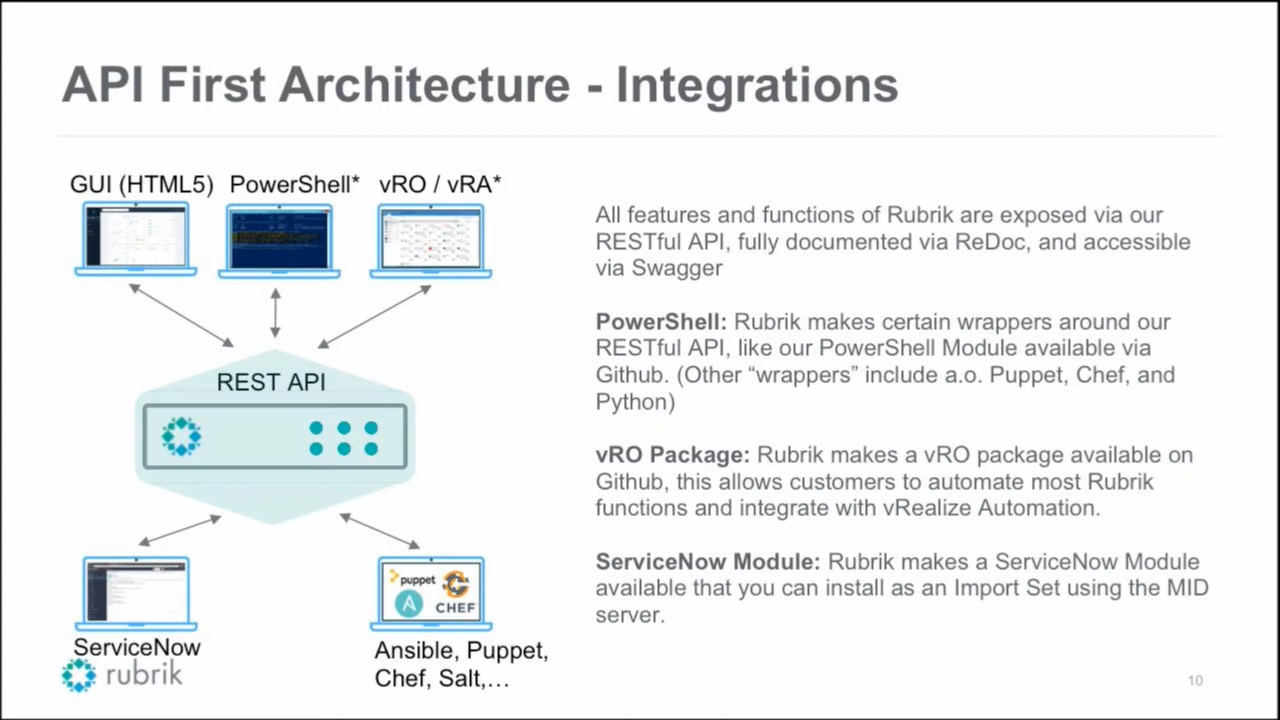 API First Architecture - Integrations
GUI (HTML5) PowerShell* vRO / vRA*
REST API
puppet
CHEF
ServiceNow
Ansible, Puppet,
Chef, Salt,…
rubrik
All features and functions of Rubrik are exposed via our
RESTful API, fully documented via ReDoc, and accessible
via Swagger
PowerShell: Rubrik makes certain wrappers around our
RESTful API, like our PowerShell Module available via
Github. (Other “wrappers” include a.o. Puppet, Chef, and
Python)
vRO Package: Rubrik makes a vRO package available on
Github, this allows customers to automate most Rubrik
functions and integrate with vRealize Automation.
ServiceNow Module: Rubrik makes a ServiceNow Module
available that you can install as an Import Set using the MID
server.
10